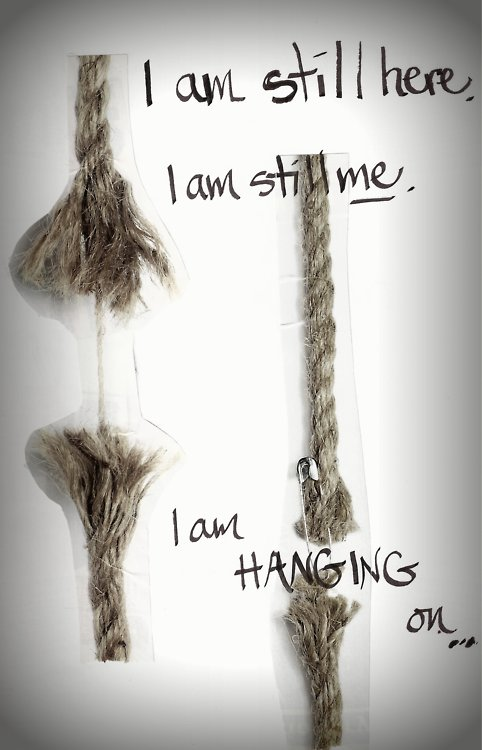 I am still here.
I am still me.
I am
HANGING
on...